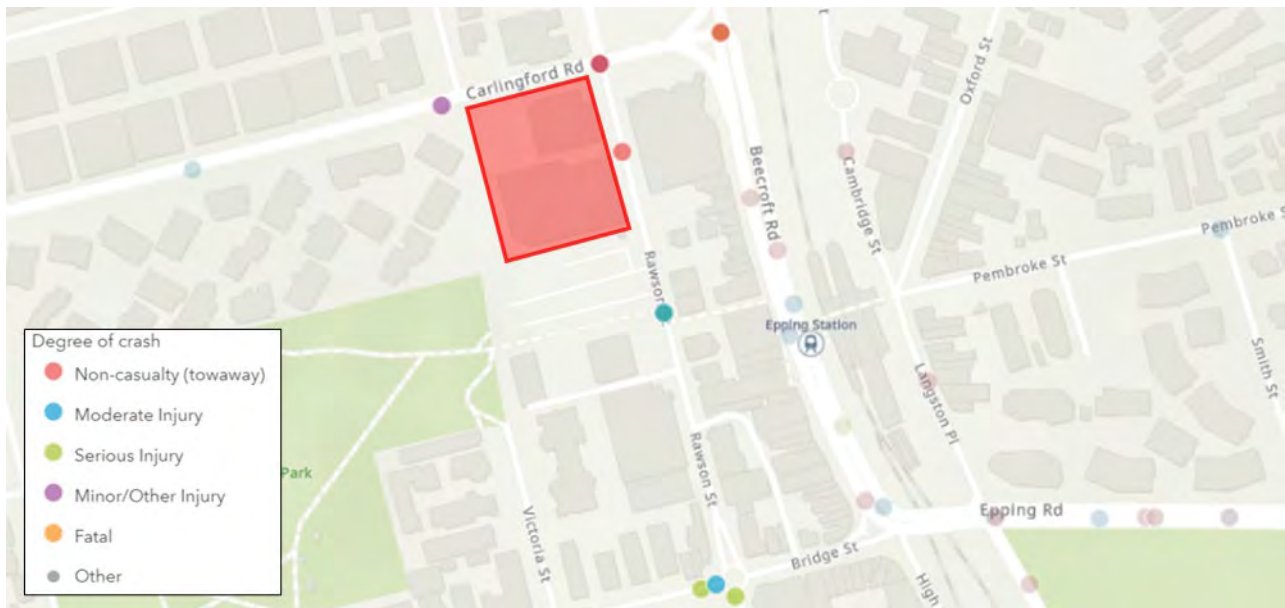 Carlingford Rd
Oxford St
Beecroft Rd
Cambridge St
Pembroke St
Pembroke St
Rawson
Epping Station
Smith St
Langston Pl
Park
Rawson St
Victoria St
Epping Rd
Bridge St
High
Degree of crash
Non-casualty (towaway)
Moderate Injury
Serious Injury
Minor/Other Injury
Fatal
Other